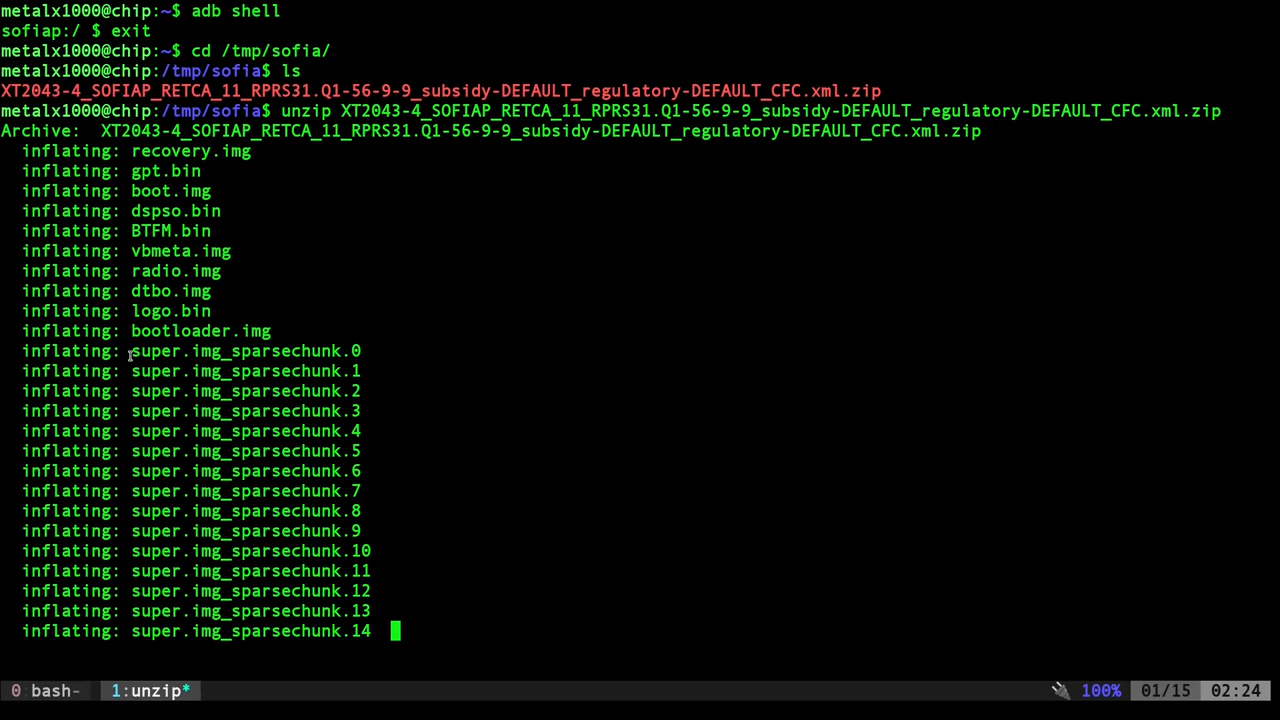 metalx1000@chip:~$ adb shell
sofiap:/ $ exit
metalx1000@chip:~$ cd /tmp/sofia/
metalx1000@chip:/tmp/sofia$ ls
XT2043-4_SOFIAP_RETCA_11_RPRS31.Q1-56-9-9_subsidy-DEFAULT_regulatory-DEFAULT_CFC.xml.zip
metalx1000@chip:/tmp/sofia$ unzip XT2043-4_SOFIAP_RETCA_11_RPRS31.Q1-56-9-9_subsidy-DEFAULT_regulatory-DEFAULT_CFC.xml.zip
Archive:  XT2043-4_SOFIAP_RETCA_11_RPRS31.Q1-56-9-9_subsidy-DEFAULT_regulatory-DEFAULT_CFC.xml.zip
  inflating: recovery.img
  inflating: gpt.bin
  inflating: boot.img
  inflating: dspso.bin
  inflating: BTFM.bin
  inflating: vbmeta.img
  inflating: radio.img
  inflating: dtbo.img
  inflating: logo.bin
  inflating: bootloader.img
  inflating: super.img_sparsechunk.0
  inflating: super.img_sparsechunk.1
  inflating: super.img_sparsechunk.2
  inflating: super.img_sparsechunk.3
  inflating: super.img_sparsechunk.4
  inflating: super.img_sparsechunk.5
  inflating: super.img_sparsechunk.6
  inflating: super.img_sparsechunk.7
  inflating: super.img_sparsechunk.8
  inflating: super.img_sparsechunk.9
  inflating: super.img_sparsechunk.10
  inflating: super.img_sparsechunk.11
  inflating: super.img_sparsechunk.12
  inflating: super.img_sparsechunk.13
  inflating: super.img_sparsechunk.14
0 bash- 1:unzip* 100% 01/15 02:24